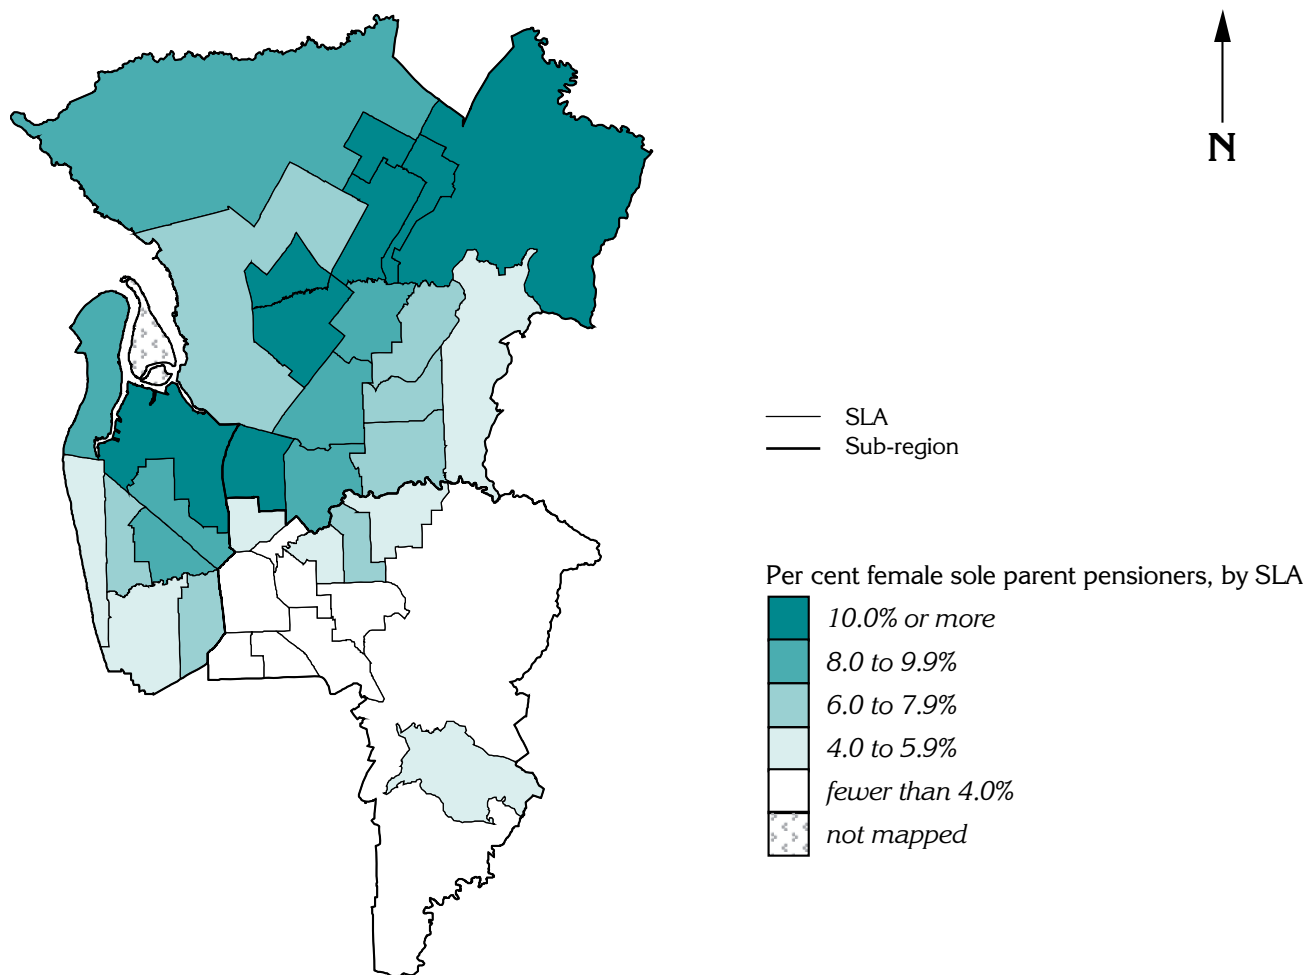 N
SLA
Sub-region
Per cent female sole parent pensioners, by SLA
10.0% or more
8.0 to 9.9%
6.0 to 7.9%
4.0 to 5.9%
fewer than 4.0%
not mapped